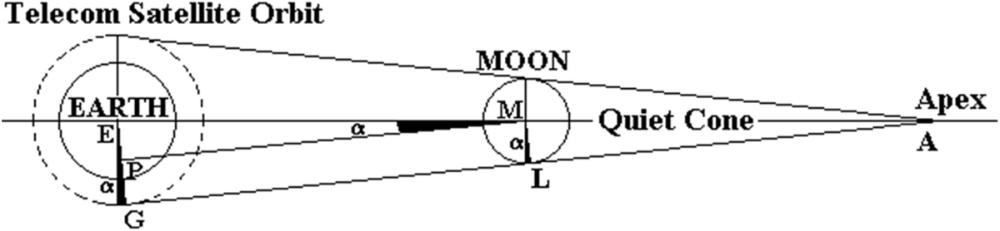 Telecom Satellite Orbit
MOON
EARTH
M
Quiet Cone
Apex
E
α
α
A
P
α
L
G